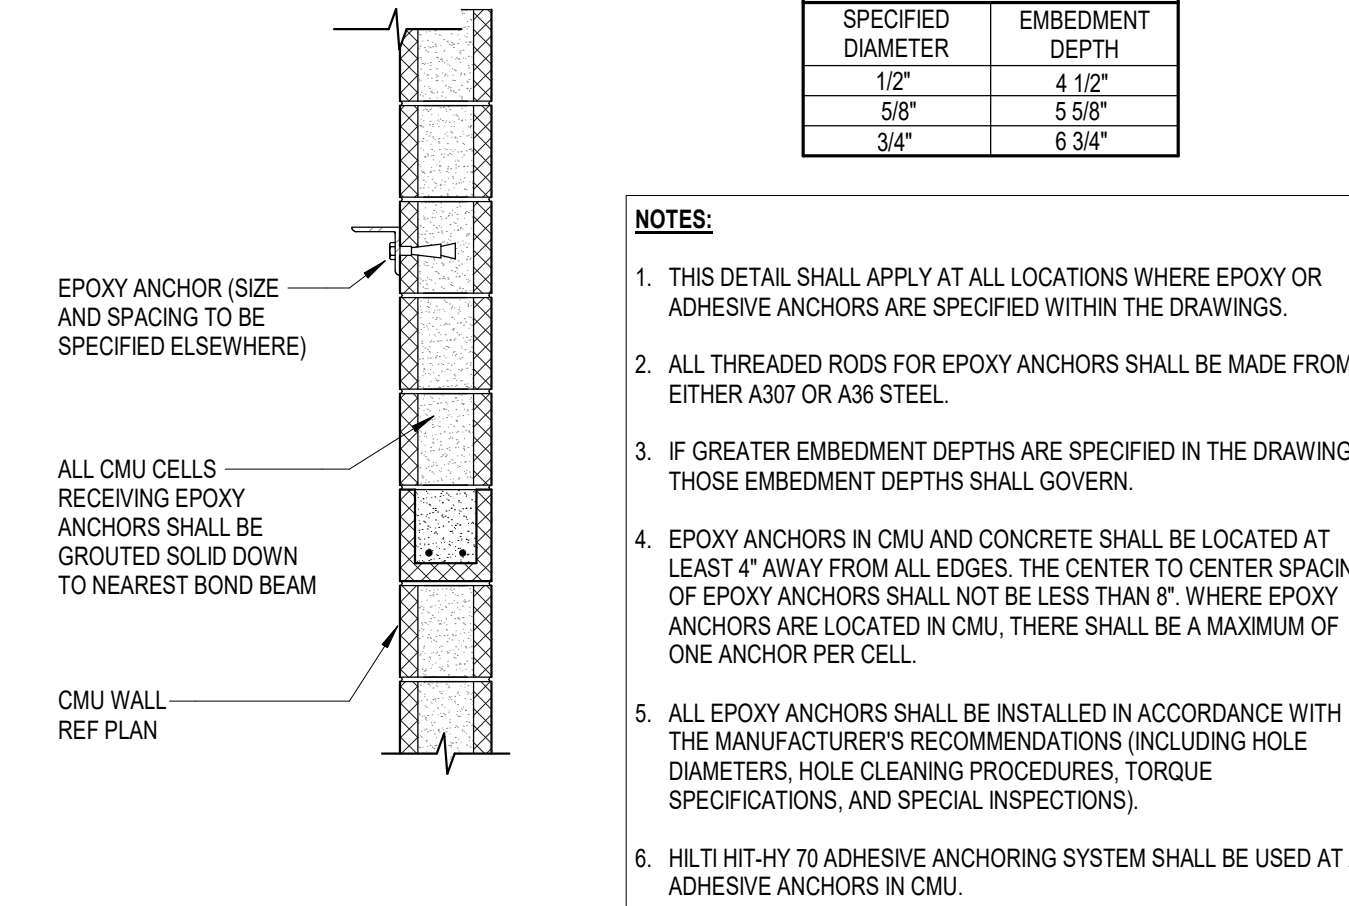 SPECIFIED
DIAMETER
EMBEDMENT
DEPTH
1/2"
4 1/2"
5/8"
5 5/8"
3/4"
6 3/4"
EPOXY ANCHOR (SIZE
AND SPACING TO BE
SPECIFIED ELSEWHERE)
ALL CMU CELLS
RECEIVING EPOXY
ANCHORS SHALL BE
GROUTED SOLID DOWN
TO NEAREST BOND BEAM
CMU WALL
REF PLAN
NOTES:
1. THIS DETAIL SHALL APPLY AT ALL LOCATIONS WHERE EPOXY OR
ADHESIVE ANCHORS ARE SPECIFIED WITHIN THE DRAWINGS.
2. ALL THREADED RODS FOR EPOXY ANCHORS SHALL BE MADE FROM
EITHER A307 OR A36 STEEL.
3. IF GREATER EMBEDMENT DEPTHS ARE SPECIFIED IN THE DRAWING
THOSE EMBEDMENT DEPTHS SHALL GOVERN.
4. EPOXY ANCHORS IN CMU AND CONCRETE SHALL BE LOCATED AT
LEAST 4" AWAY FROM ALL EDGES. THE CENTER TO CENTER SPACIN
OF EPOXY ANCHORS SHALL NOT BE LESS THAN 8". WHERE EPOXY
ANCHORS ARE LOCATED IN CMU, THERE SHALL BE A MAXIMUM OF
ONE ANCHOR PER CELL.
5. ALL EPOXY ANCHORS SHALL BE INSTALLED IN ACCORDANCE WITH
THE MANUFACTURER'S RECOMMENDATIONS (INCLUDING HOLE
DIAMETERS, HOLE CLEANING PROCEDURES, TORQUE
SPECIFICATIONS, AND SPECIAL INSPECTIONS).
6. HILTI HIT-HY 70 ADHESIVE ANCHORING SYSTEM SHALL BE USED AT
ADHESIVE ANCHORS IN CMU.